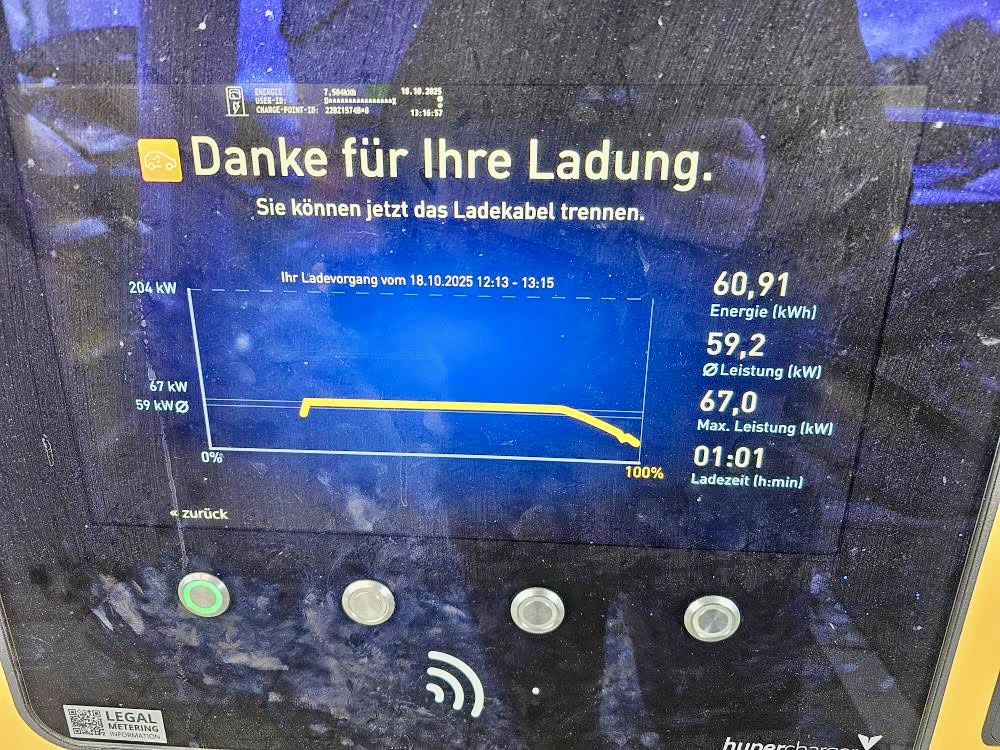 ENERGIE: 7,504kWh 18.10.2025
USER-ID:
CHARGE-POINT-ID: 13:16:57
Danke für Ihre Ladung.
Sie können jetzt das Ladekabel trennen.
Ihr Ladevorgang vom 18.10.2025 12:13 - 13:15
204 kW
67 kW
59 kW Ø
0%
100%
60,91
Energie (kWh)
59,2
Ø Leistung (kW)
67,0
Max. Leistung (kW)
01:01
Ladezeit (h:min)
« zurück
LEGAL
METERING
INFORMATION
hypercharger